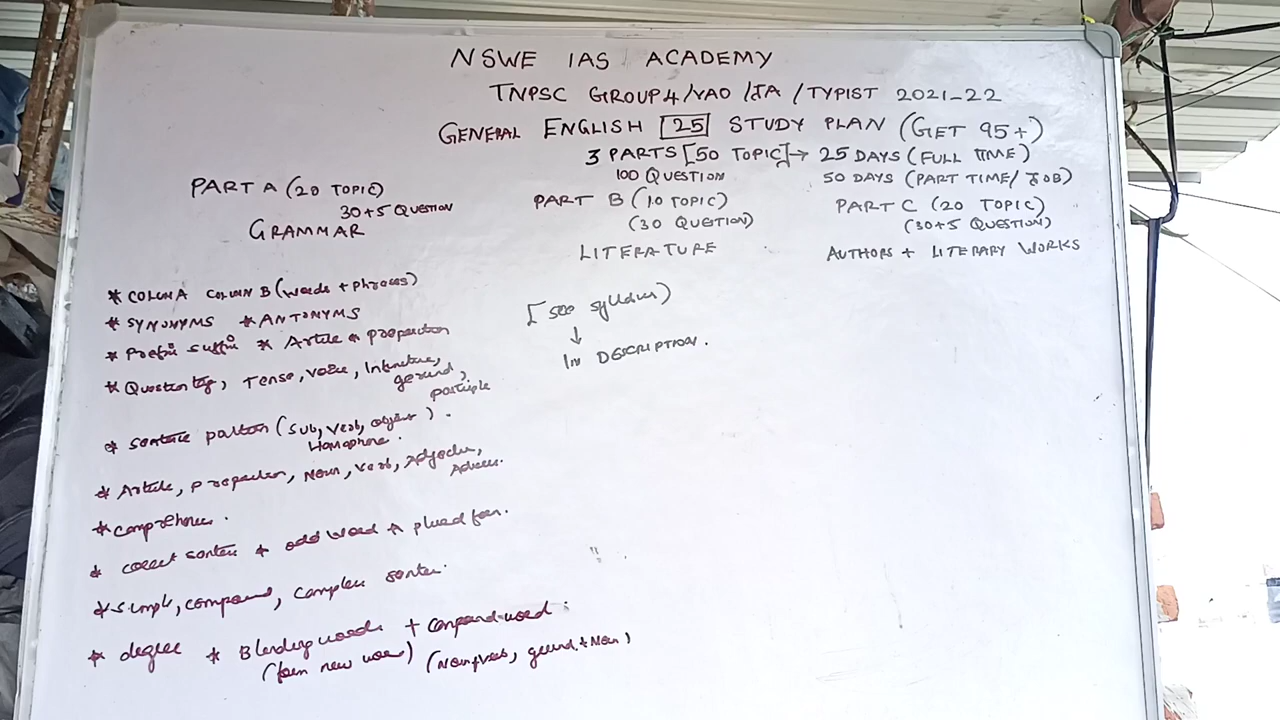 NSWE IAS ACADEMY
TNPSC GROUP 4/VAO /JA / TYPIST 2021-22
GENERAL ENGLISH [25] STUDY PLAN (GET 95+)
3 PARTS [50 TOPIC] → 25 DAYS (FULL TIME)
100 QUESTION
50 DAYS (PART TIME/ JOB)
PART A (20 TOPIC)
30+5 QUESTION
GRAMMAR
* COLUMN A COLUMN B (words + phrases)
* SYNONYMS * ANTONYMS
* Prefix suffix * Article * preposition
* Question tag, Tense, Voice, Infinitive,
gerund,
participle
* sentence pattern (Sub, Verb, object).
Homophone.
* Article, preposition, Noun, verb, Adjective,
Adverb.
* comprehension.
* correct sentence * odd word * plural form.
* simple, compound, complex sentence.
* degree * Blending words + compound word:
(form new word) (Noun+verb, gerund + Noun)
PART B (10 TOPIC)
(30 QUETION)
LITERATURE
[see syllabus)
↓
In DESCRIPTION.
PART C (20 TOPIC)
(30+5 QUESTION)
AUTHORS + LITERARY WORKS